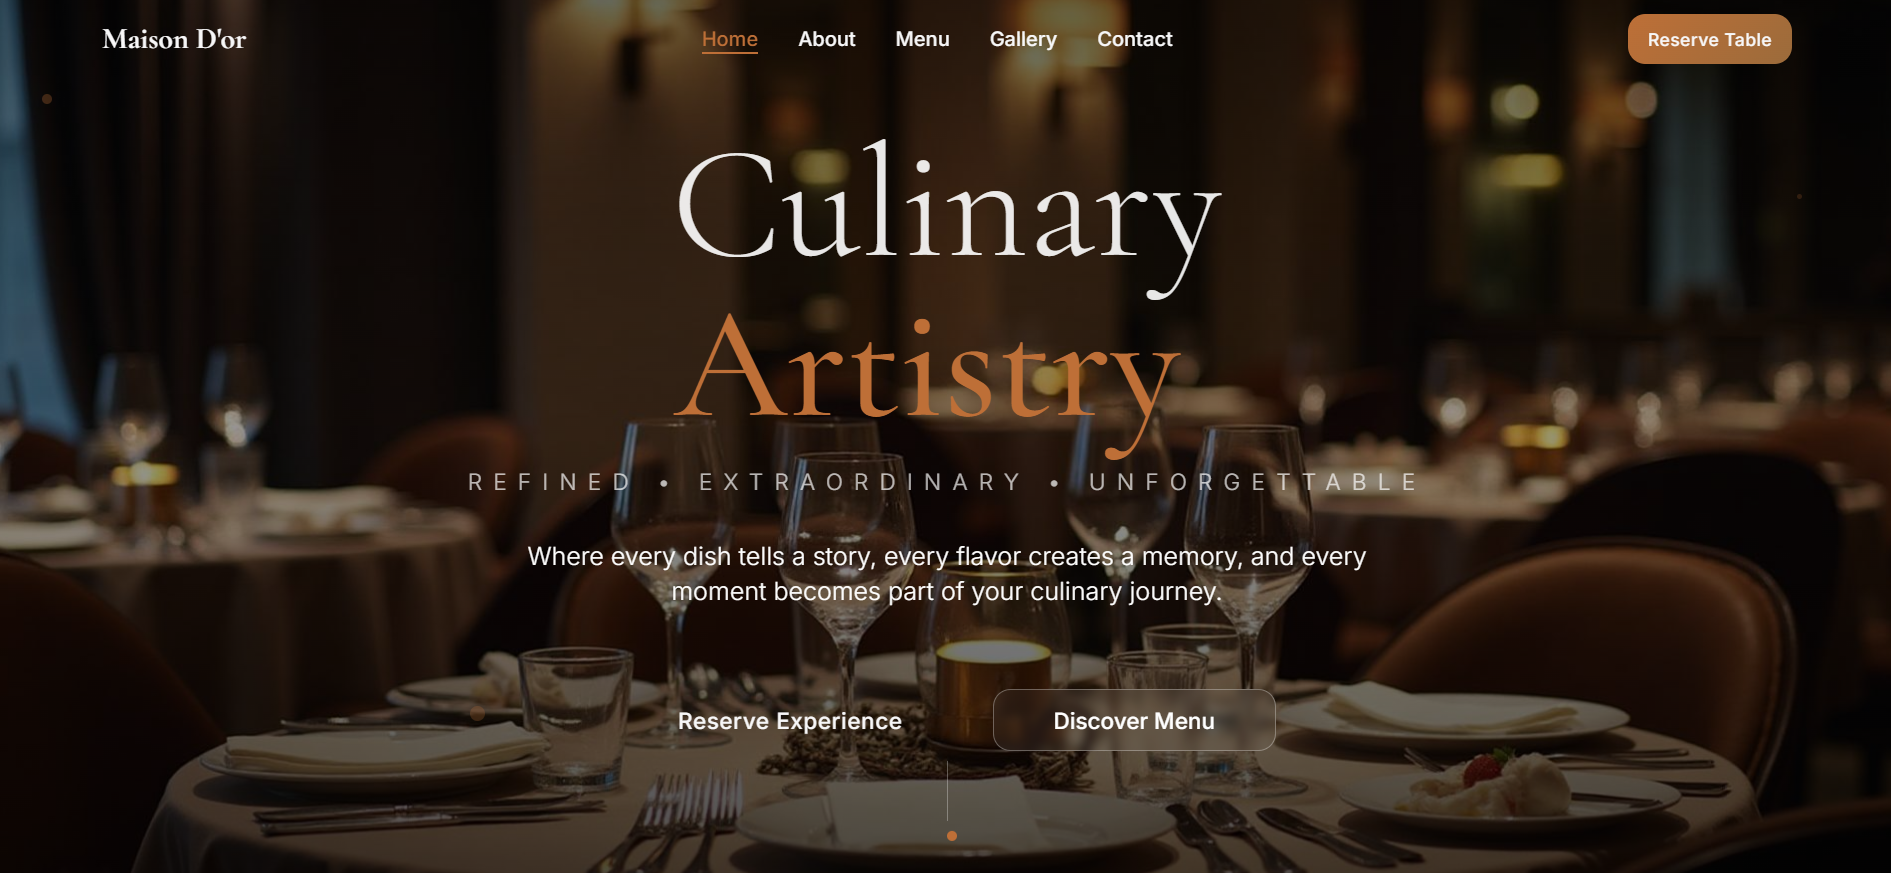 Maison D'or
Home
About
Menu
Gallery
Contact
Reserve Table
Culinary
Artistry
REFINED • EXTRAORDINARY • UNFORGETTABLE
Where every dish tells a story, every flavor creates a memory, and every
moment becomes part of your culinary journey.
Reserve Experience
Discover Menu